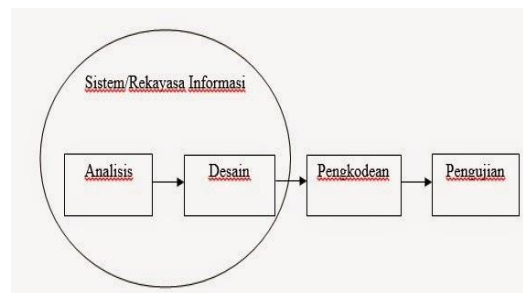 Sistem/Rekayasa Informasi
Analisis
Desain
Pengkodean
Pengujian